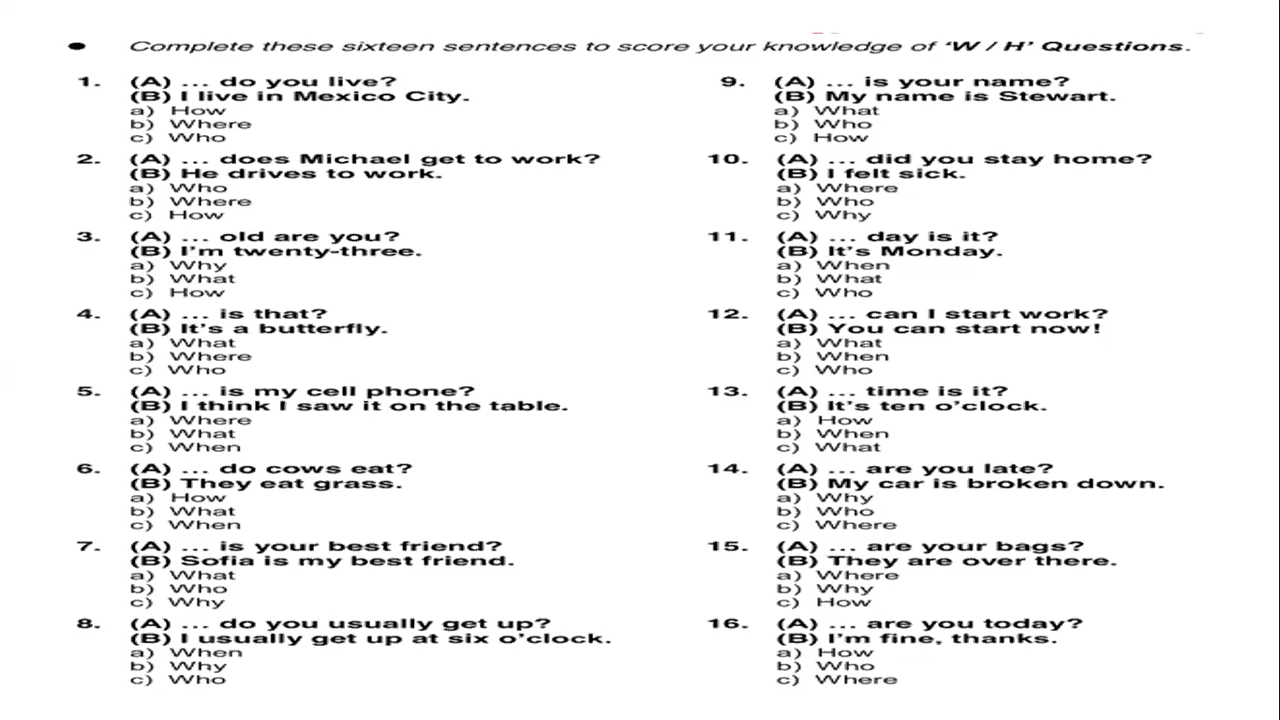 • Complete these sixteen sentences to score your knowledge of ‘W / H’ Questions.
1. (A) ... do you live?
(B) I live in Mexico City.
a) How
b) Where
c) Who
2. (A) ... does Michael get to work?
(B) He drives to work.
a) Who
b) Where
c) How
3. (A) ... old are you?
(B) I’m twenty-three.
a) Why
b) What
c) How
4. (A) ... is that?
(B) It’s a butterfly.
a) What
b) Where
c) Who
5. (A) ... is my cell phone?
(B) I think I saw it on the table.
a) Where
b) What
c) When
6. (A) ... do cows eat?
(B) They eat grass.
a) How
b) What
c) When
7. (A) ... is your best friend?
(B) Sofia is my best friend.
a) What
b) Who
c) Why
8. (A) ... do you usually get up?
(B) I usually get up at six o’clock.
a) When
b) Why
c) Who
9. (A) ... is your name?
(B) My name is Stewart.
a) What
b) Who
c) How
10. (A) ... did you stay home?
(B) I felt sick.
a) Where
b) Who
c) Why
11. (A) ... day is it?
(B) It’s Monday.
a) When
b) What
c) Who
12. (A) ... can I start work?
(B) You can start now!
a) What
b) When
c) Who
13. (A) ... time is it?
(B) It’s ten o’clock.
a) How
b) When
c) What
14. (A) ... are you late?
(B) My car is broken down.
a) Why
b) Who
c) Where
15. (A) ... are your bags?
(B) They are over there.
a) Where
b) Why
c) How
16. (A) ... are you today?
(B) I’m fine, thanks.
a) How
b) Who
c) Where